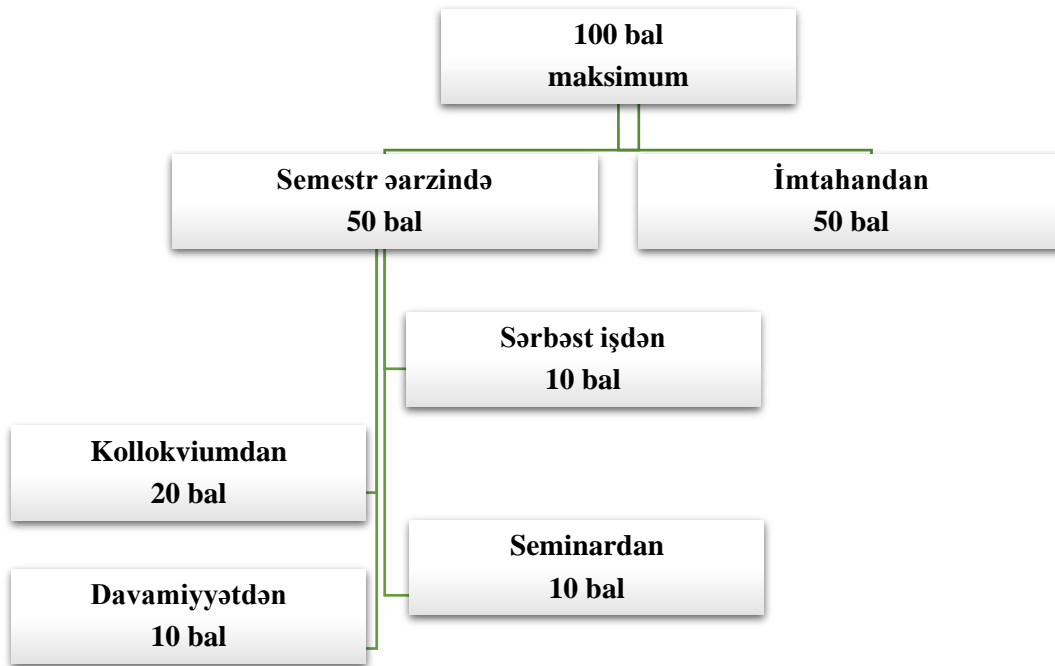 100 bal
maksimum
Semestr əarzində
50 bal
İmtahandan
50 bal
Sərbəst işdən
10 bal
Kollokviumdan
20 bal
Seminardan
10 bal
Davamiyyətdən
10 bal